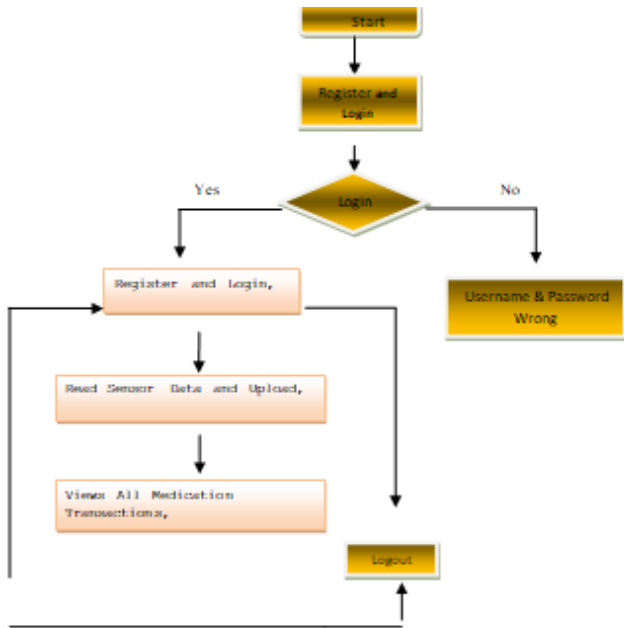 Start
Register and
Login
Login
Yes
No
Register and Login,
Username & Password
Wrong
Read Sensor Data and Upload,
Views All Medication
Transactions,
Logout